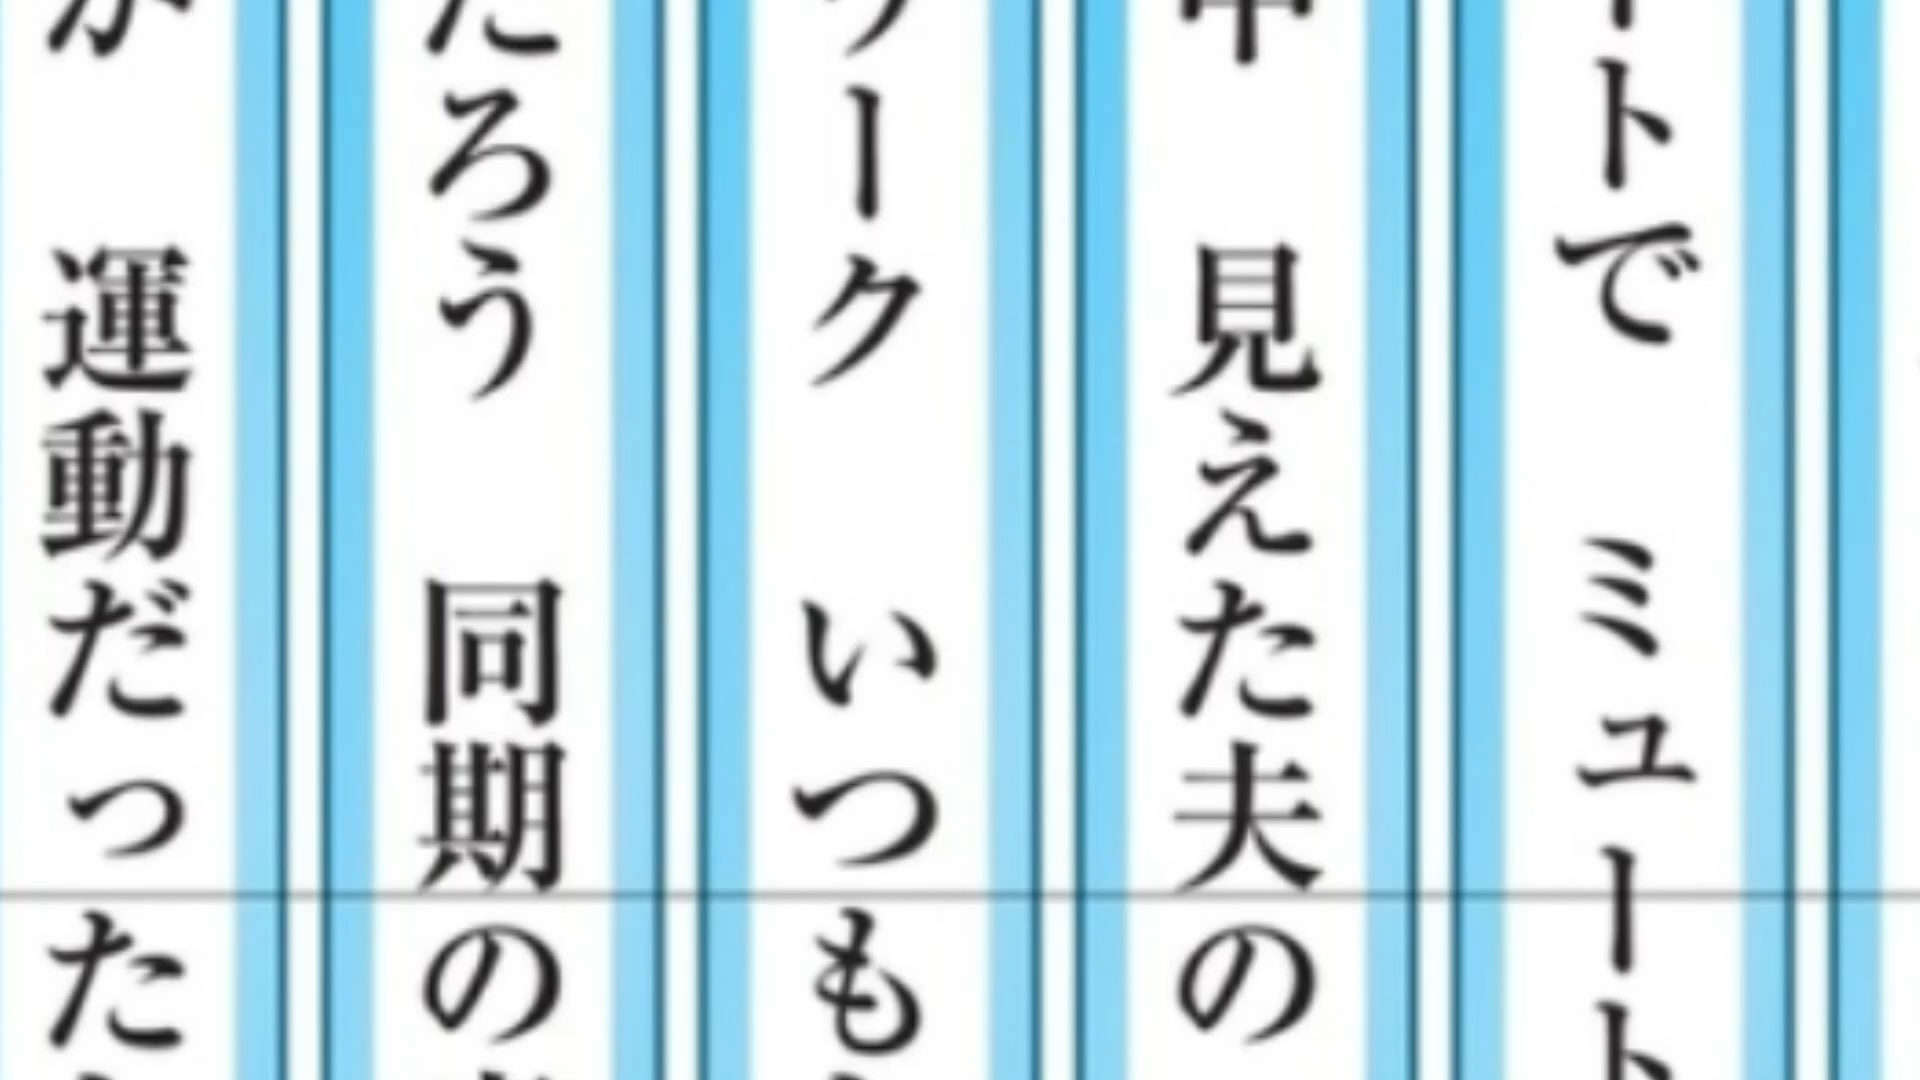 トで ミュート
見えた夫の
ーク いつも
ろう 同期の
運動だった